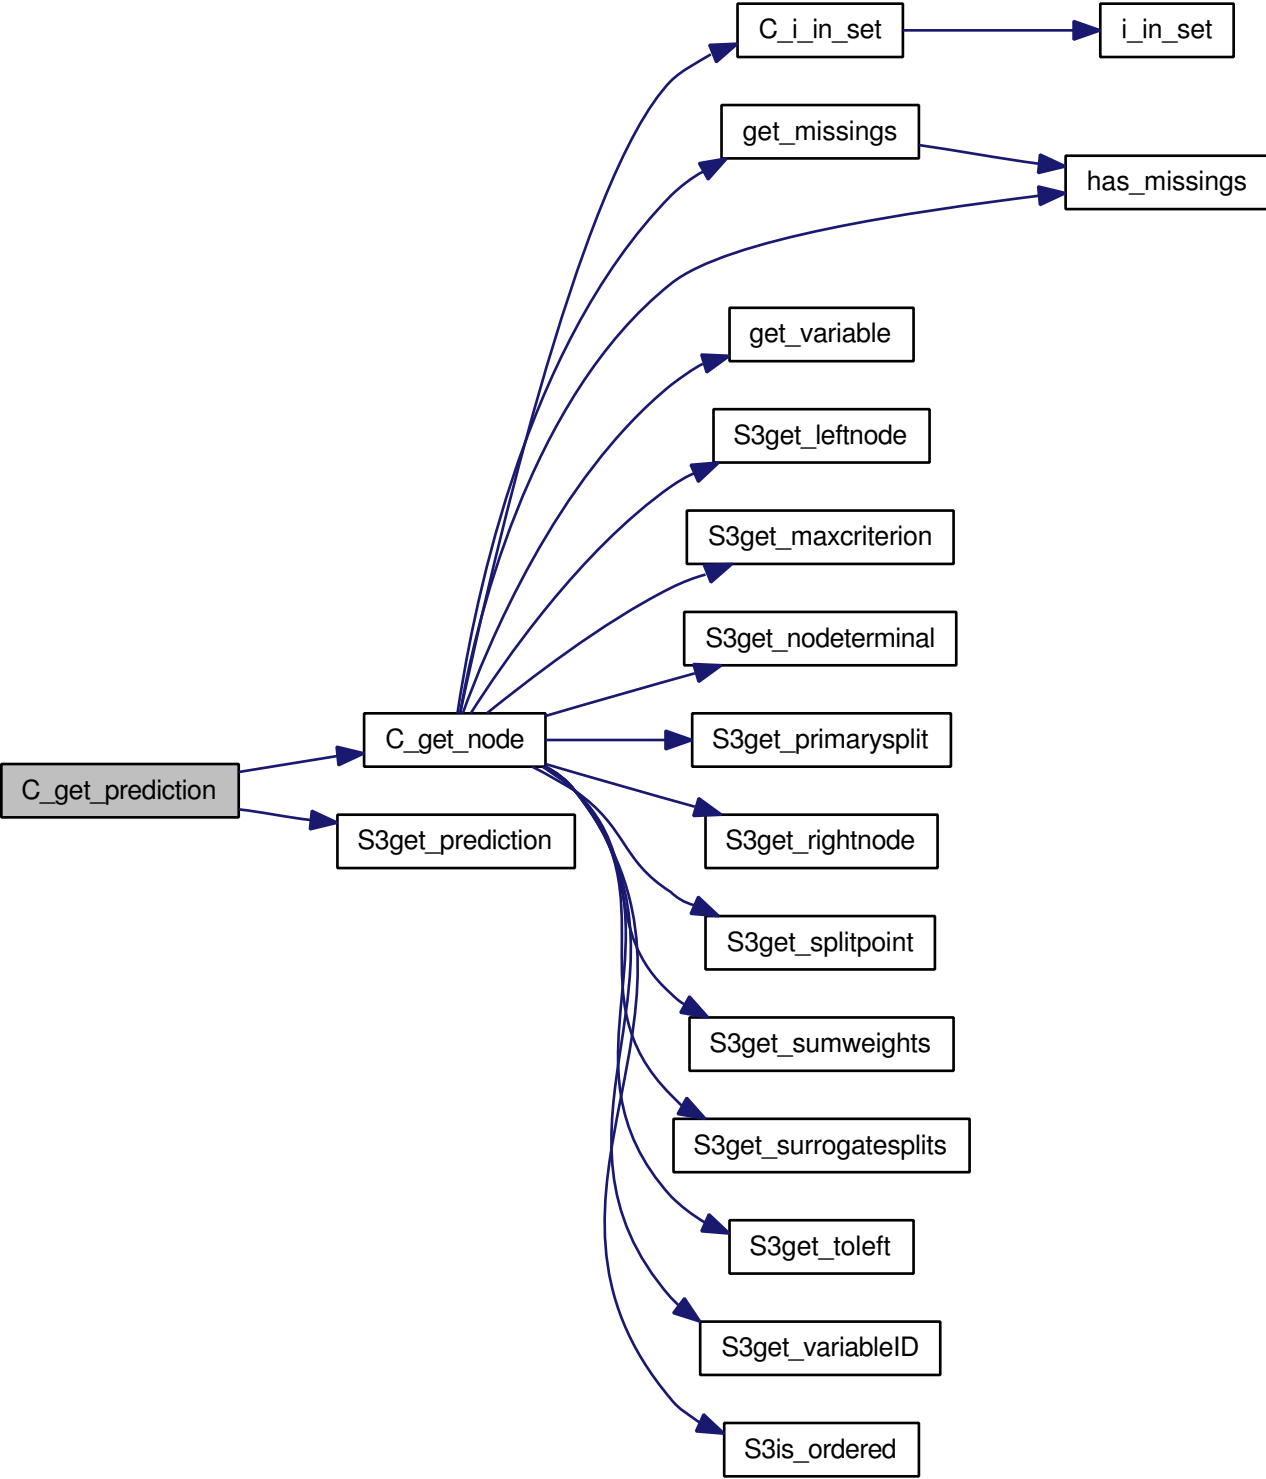 C_i_in_set
i_in_set
get_missings
has_missings
get_variable
S3get_leftnode
S3get_maxcriterion
S3get_nodeterminal
C_get_node
S3get_primarysplit
C_get_prediction
S3get_prediction
S3get_rightnode
S3get_splitpoint
S3get_sumweights
S3get_surrogatesplits
S3get_toleft
S3get_variableID
S3is_ordered